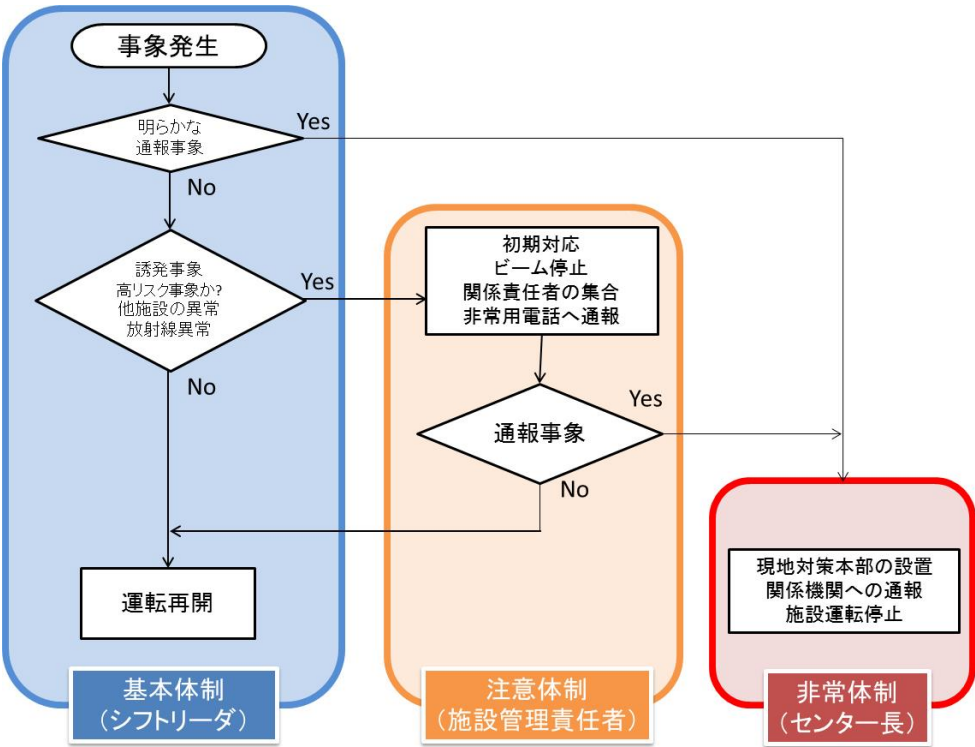 事象発生
明らかな
通報事象
Yes
No
誘発事象
高リスク事象か?
他施設の異常
放射線異常
Yes
No
初期対応
ビーム停止
関係責任者の集合
非常用電話へ通報
通報事象
Yes
No
運転再開
現地対策本部の設置
関係機関への通報
施設運転停止
基本体制
(シフトリーダ)
注意体制
(施設管理責任者)
非常体制
(センター長)